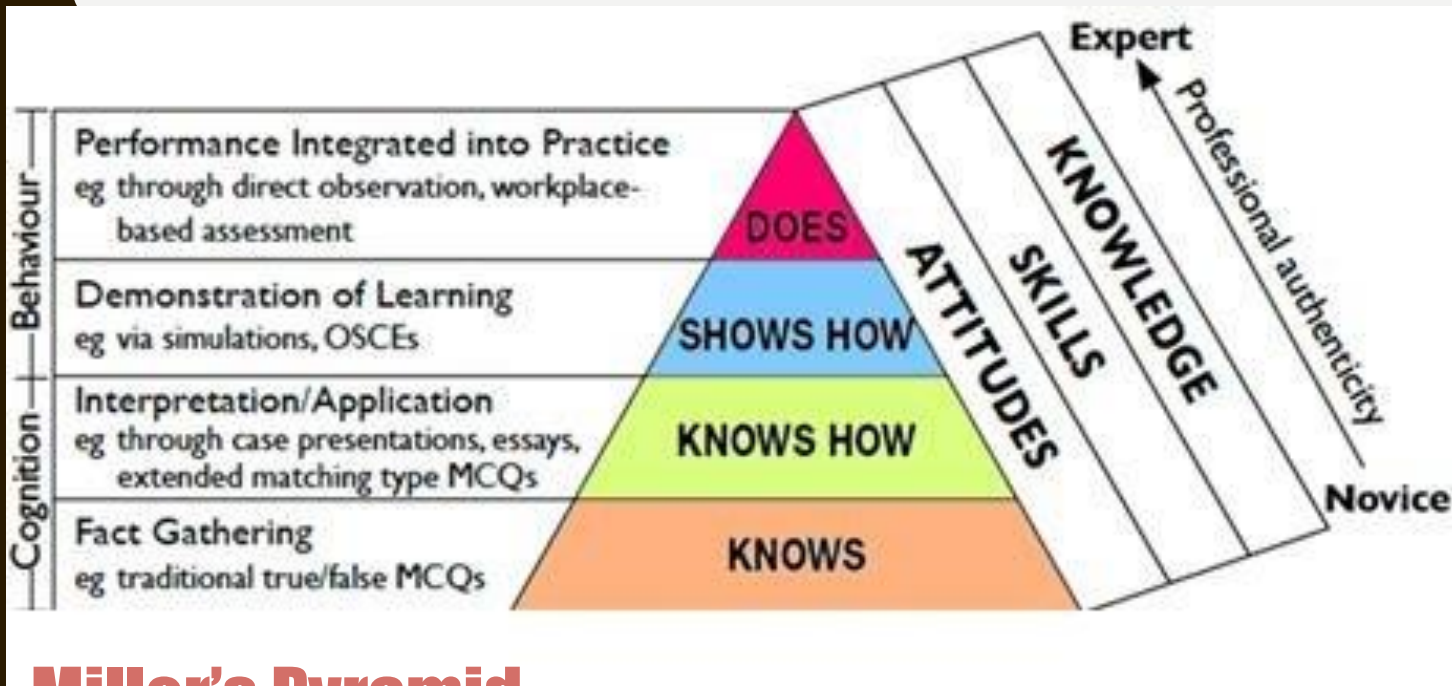 Expert
Professional authenticity
Novice
KNOWLEDGE
SKILLS
ATTITUDES
Behaviour
Cognition
Performance Integrated into Practice
eg through direct observation, workplace-
based assessment
DOES
Demonstration of Learning
eg via simulations, OSCEs
SHOWS HOW
Interpretation/Application
eg through case presentations, essays,
extended matching type MCQs
KNOWS HOW
Fact Gathering
eg traditional true/false MCQs
KNOWS
Miller's Pyramid